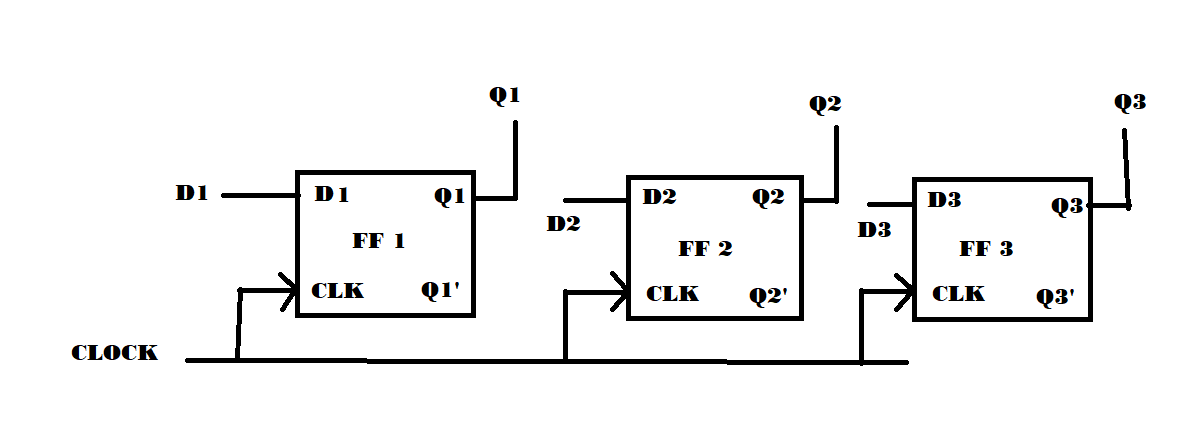 Q1
Q2
Q3
D1
D1
Q1
FF 1
CLK
Q1'
D2
D2
Q2
FF 2
CLK
Q2'
D3
D3
Q3
FF 3
CLK
Q3'
CLOCK